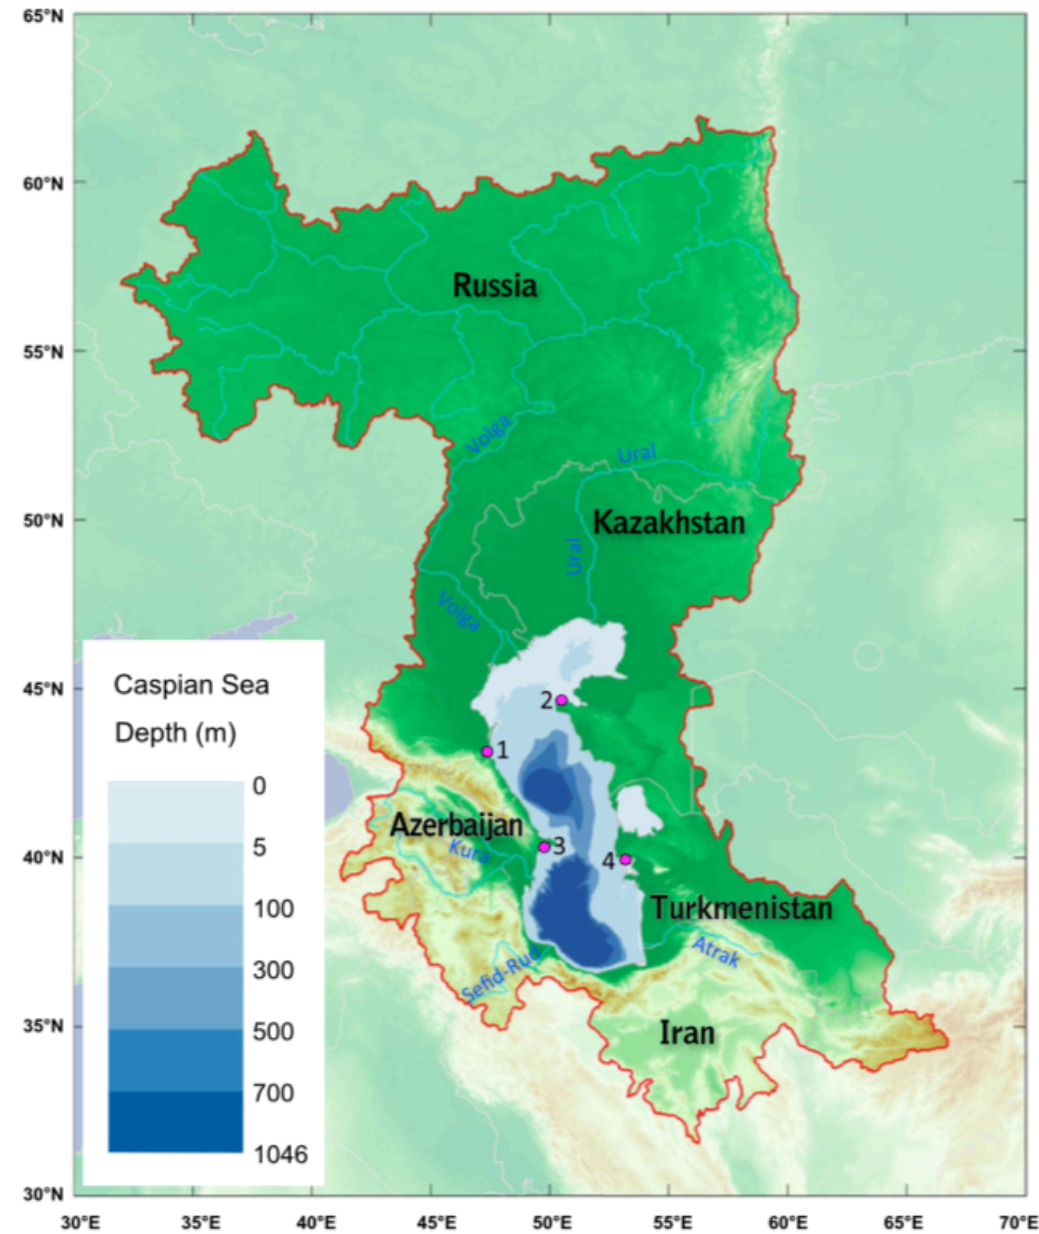 65°N
60°N
55°N
50°N
45°N
40°N
35°N
30°N
30°E
35°E
40°E
45°E
50°E
55°E
60°E
65°E
70°E
Russia
Volga
Ural
Kazakhstan
Ural
Volga
2
1
Azerbaijan
Kura
3
4
Turkmenistan
Atrak
Sefid-Rud
Iran
Caspian Sea
Depth (m)
0
5
100
300
500
700
1046